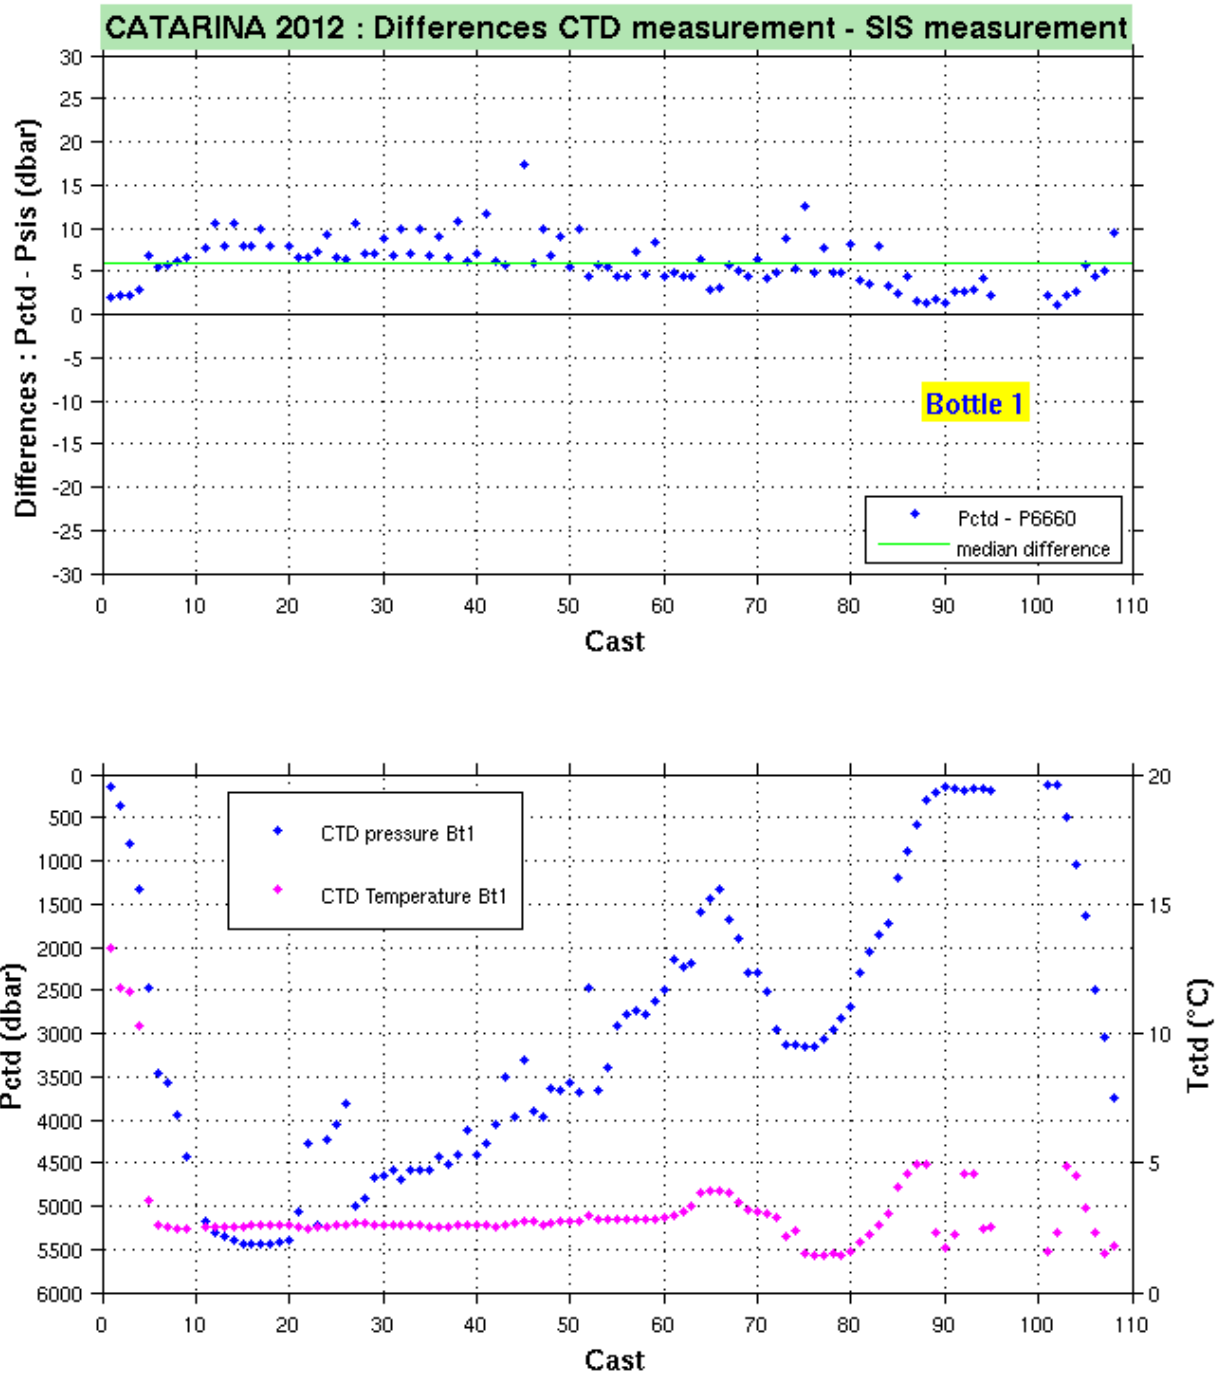 CATARINA 2012 : Differences CTD measurement - SIS measurement
30
25
20
15
10
5
0
-5
-10
-15
-20
-25
-30
Differences : Pctd - Psis (dbar)
Bottle 1
Pctd - P6660
median difference
0 10 20 30 40 50 60 70 80 90 100 110
Cast
0
500
1000
1500
2000
2500
3000
3500
4000
4500
5000
5500
6000
Pctd (dbar)
CTD pressure Bt1
CTD Temperature Bt1
20
15
10
5
0
Tctd (°C)
0 10 20 30 40 50 60 70 80 90 100 110
Cast